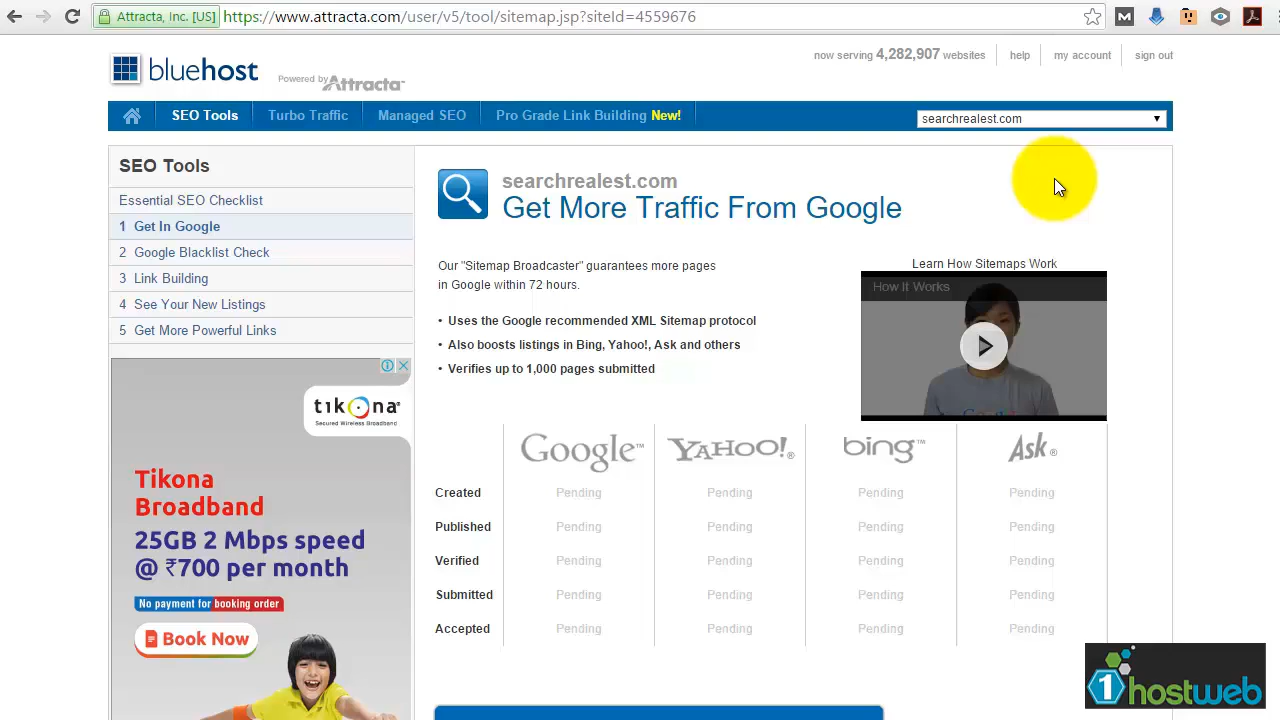 Attracta, Inc. [US] https://www.attracta.com/user/v5/tool/sitemap.jsp?siteId=4559676
now serving 4,282,907 websites help my account sign out
bluehost Powered by Attracta
SEO Tools Turbo Traffic Managed SEO Pro Grade Link Building New! searchrealest.com
SEO Tools
Essential SEO Checklist
1 Get In Google
2 Google Blacklist Check
3 Link Building
4 See Your New Listings
5 Get More Powerful Links
tikona
Secured Wireless Broadband
Tikona
Broadband
25GB 2 Mbps speed
@ ₹700 per month
No payment for booking order
Book Now
searchrealest.com
Get More Traffic From Google
Our "Sitemap Broadcaster" guarantees more pages
in Google within 72 hours.
• Uses the Google recommended XML Sitemap protocol
• Also boosts listings in Bing, Yahoo!, Ask and others
• Verifies up to 1,000 pages submitted
Learn How Sitemaps Work
How It Works
Google™ YAHOO!® bing™ Ask®
Created Pending Pending Pending Pending
Published Pending Pending Pending Pending
Verified Pending Pending Pending Pending
Submitted Pending Pending Pending Pending
Accepted Pending Pending Pending Pending
1hostweb